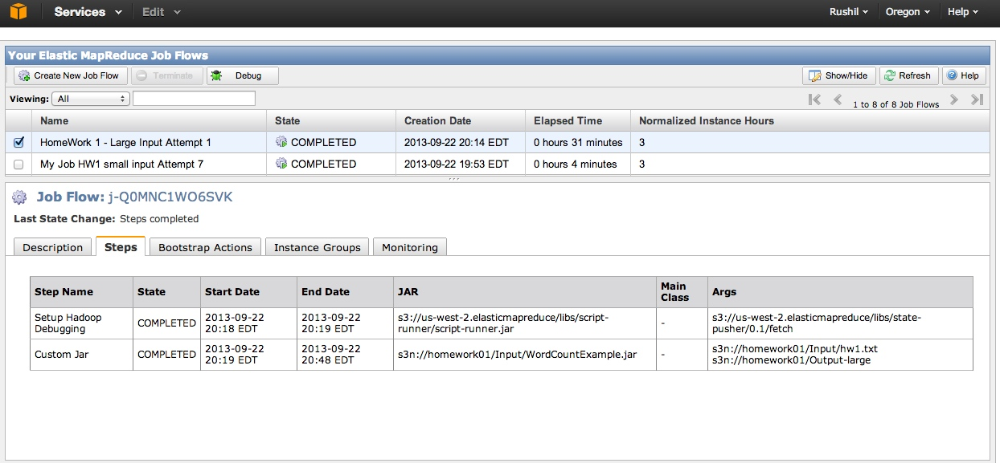 Services Edit Rushil Oregon Help
Your Elastic MapReduce Job Flows
Create New Job Flow Terminate Debug Show/Hide Refresh Help
Viewing: All 1 to 8 of 8 Job Flows
Name State Creation Date Elapsed Time Normalized Instance Hours
HomeWork 1 - Large Input Attempt 1 COMPLETED 2013-09-22 20:14 EDT 0 hours 31 minutes 3
My Job HW1 small input Attempt 7 COMPLETED 2013-09-22 19:53 EDT 0 hours 4 minutes 3
Job Flow: j-Q0MNC1WO6SVK
Last State Change: Steps completed
Description Steps Bootstrap Actions Instance Groups Monitoring
Step Name State Start Date End Date JAR Main Class Args
Setup Hadoop Debugging COMPLETED 2013-09-22 20:18 EDT 2013-09-22 20:19 EDT s3://us-west-2.elasticmapreduce/libs/script-runner/script-runner.jar - s3://us-west-2.elasticmapreduce/libs/state-pusher/0.1/fetch
Custom Jar COMPLETED 2013-09-22 20:19 EDT 2013-09-22 20:48 EDT s3n://homework01/Input/WordCountExample.jar - s3n://homework01/Input/hw1.txt s3n://homework01/Output-large